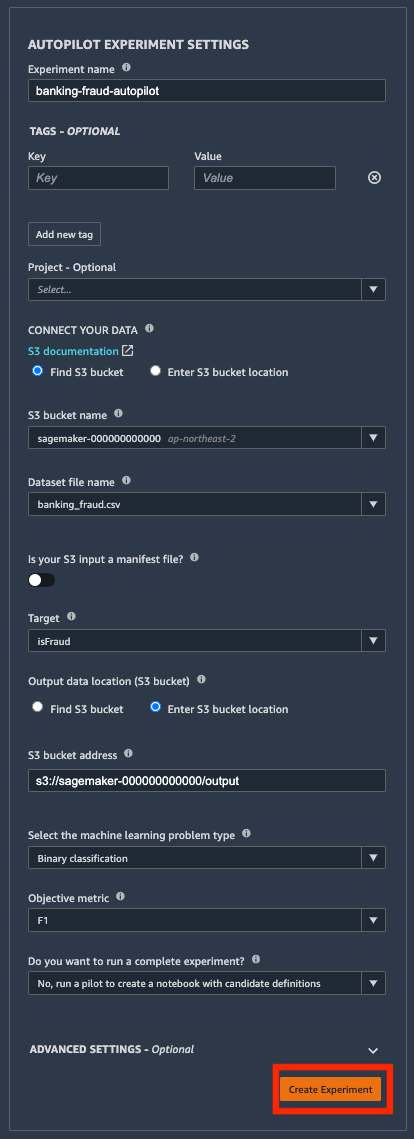 AUTOPILOT EXPERIMENT SETTINGS
Experiment name
banking-fraud-autopilot
TAGS - OPTIONAL
Key Value
Key Value
Add new tag
Project - Optional
Select...
CONNECT YOUR DATA
S3 documentation
Find S3 bucket Enter S3 bucket location
S3 bucket name
sagemaker-000000000000 ap-northeast-2
Dataset file name
banking_fraud.csv
Is your S3 input a manifest file?
Target
isFraud
Output data location (S3 bucket)
Find S3 bucket Enter S3 bucket location
S3 bucket address
s3://sagemaker-000000000000/output
Select the machine learning problem type
Binary classification
Objective metric
F1
Do you want to run a complete experiment?
No, run a pilot to create a notebook with candidate definitions
ADVANCED SETTINGS - Optional
Create Experiment